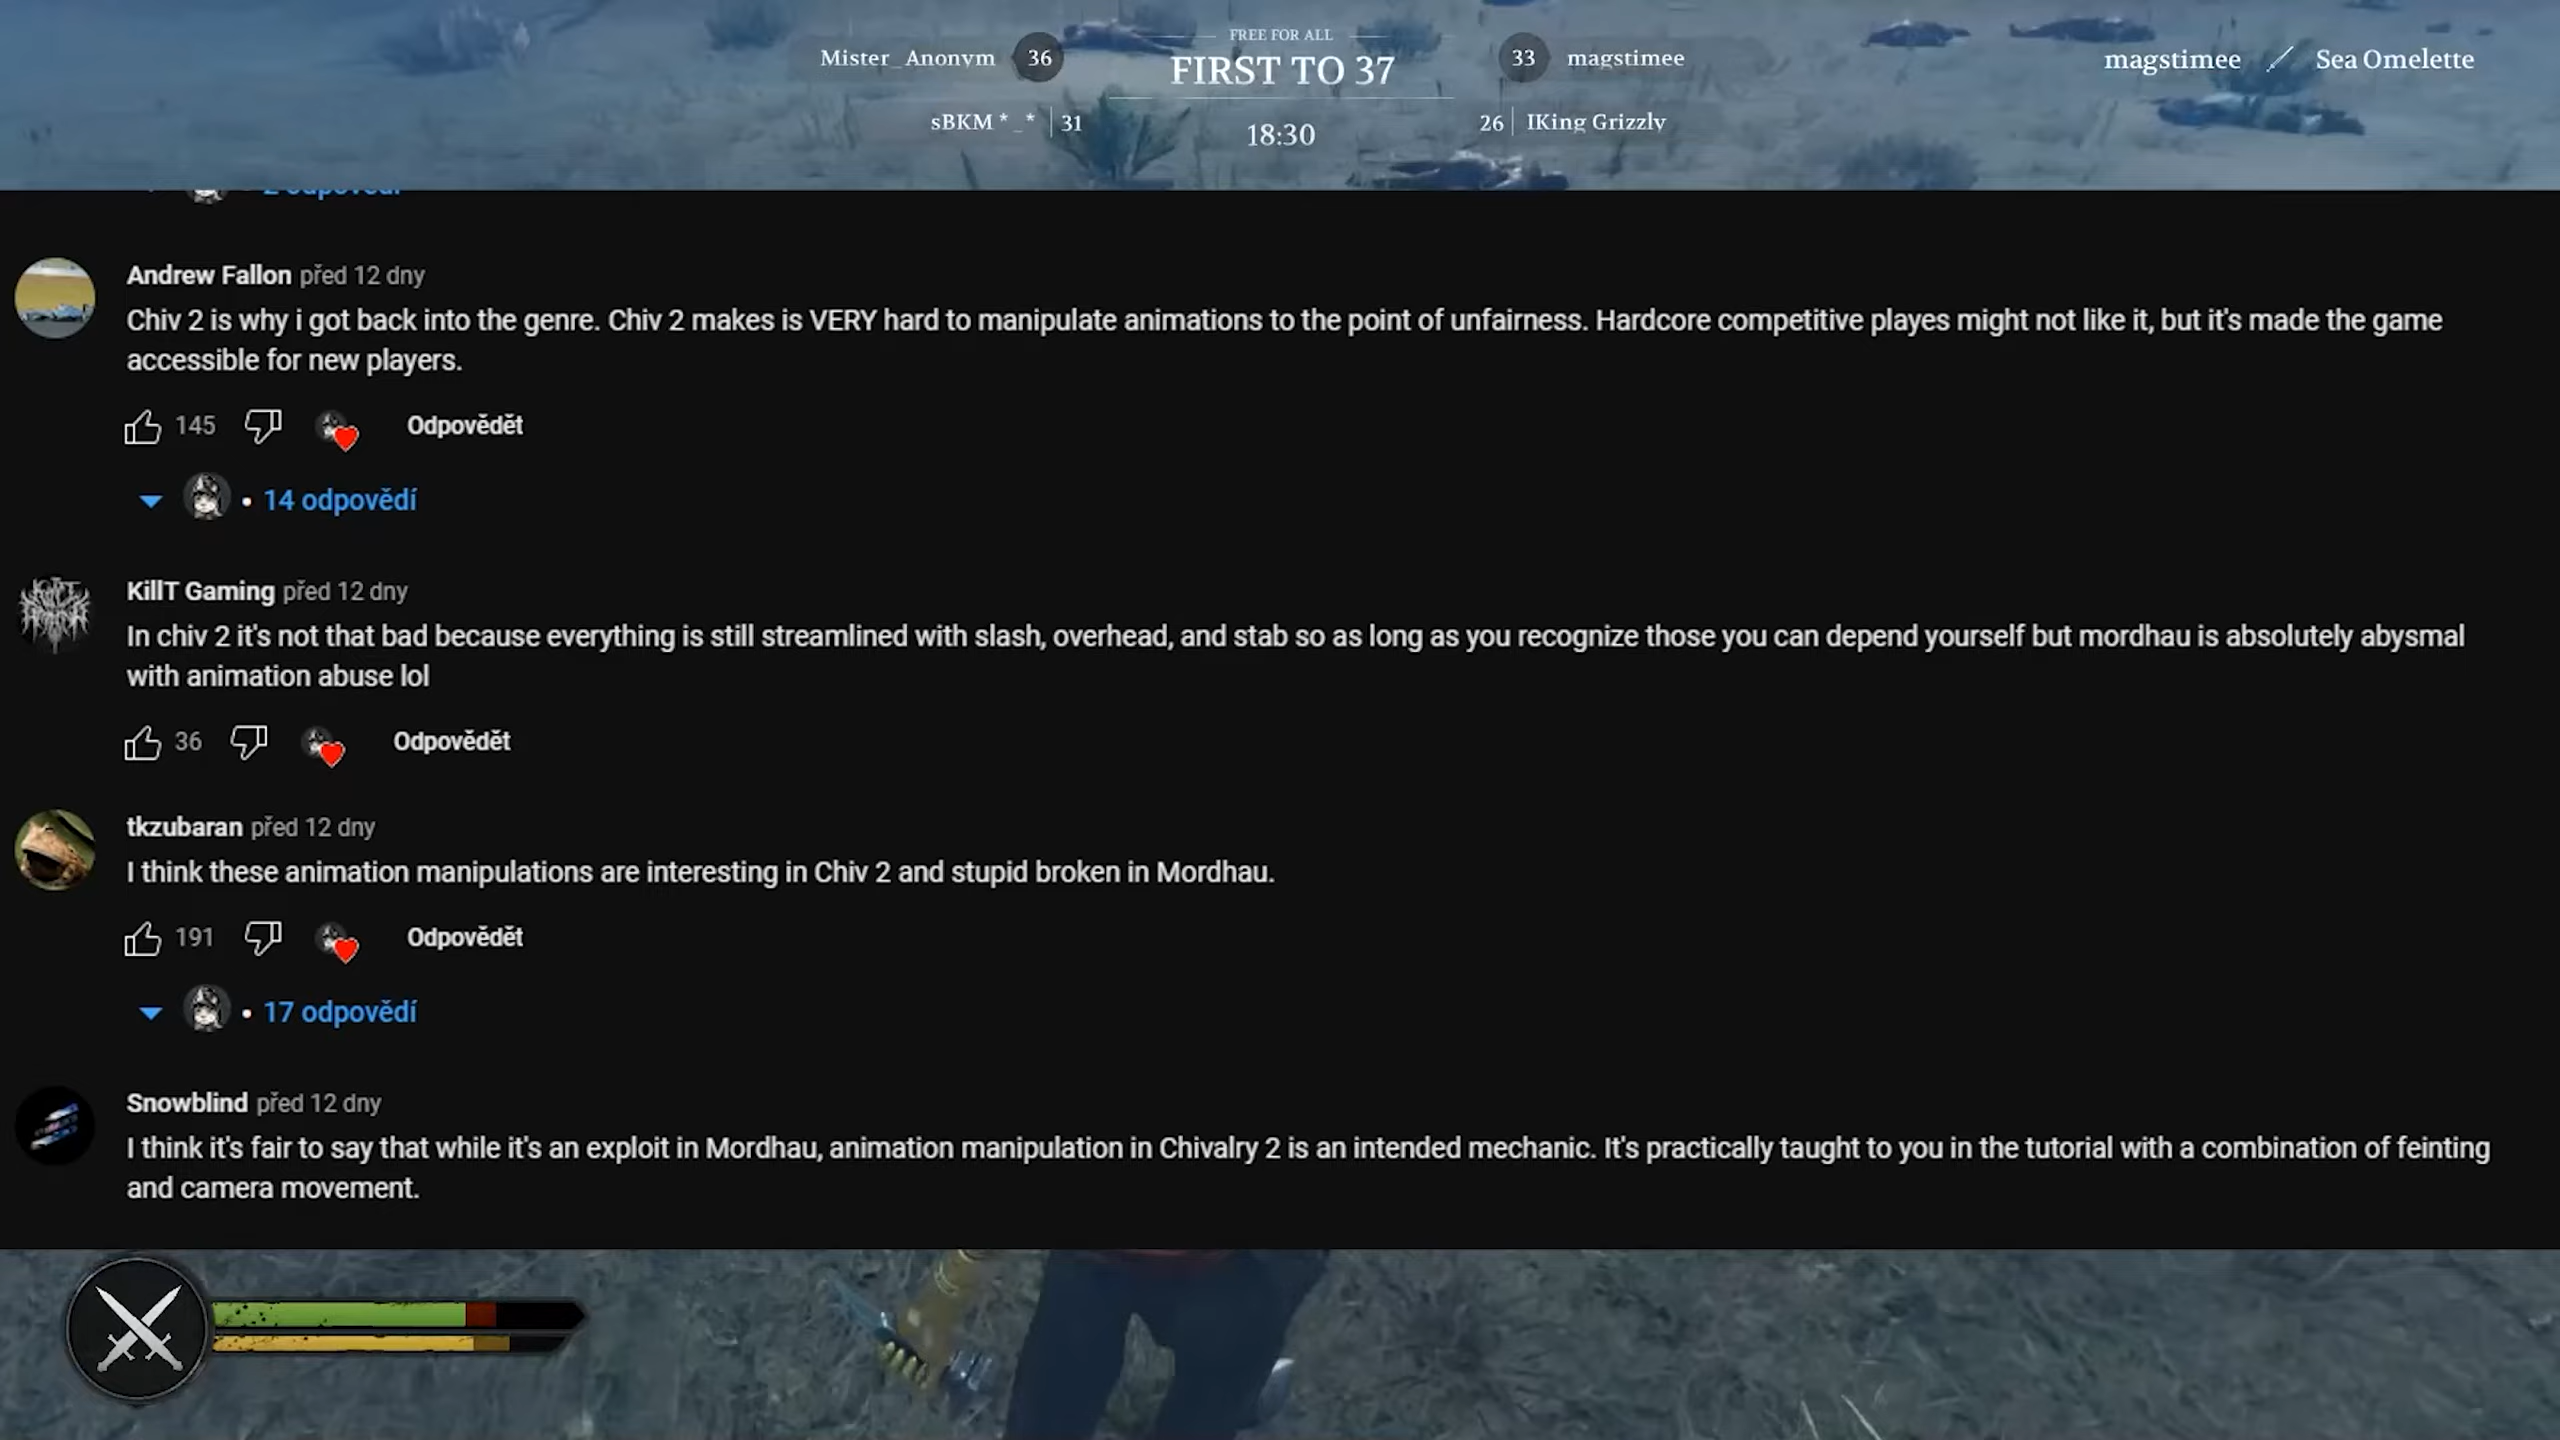 FREE FOR ALL
Mister_Anonym 36 FIRST TO 37 33 magstimee
magstimee Sea Omelette
sBKM *_* 31 18:30 26 IKing Grizzly
2 odpovědí
Andrew Fallon před 12 dny
Chiv 2 is why i got back into the genre. Chiv 2 makes is VERY hard to manipulate animations to the point of unfairness. Hardcore competitive playes might not like it, but it's made the game
accessible for new players.
145 Odpovědět
• 14 odpovědí
KillT Gaming před 12 dny
In chiv 2 it's not that bad because everything is still streamlined with slash, overhead, and stab so as long as you recognize those you can depend yourself but mordhau is absolutely abysmal
with animation abuse lol
36 Odpovědět
tkzubaran před 12 dny
I think these animation manipulations are interesting in Chiv 2 and stupid broken in Mordhau.
191 Odpovědět
• 17 odpovědí
Snowblind před 12 dny
I think it's fair to say that while it's an exploit in Mordhau, animation manipulation in Chivalry 2 is an intended mechanic. It's practically taught to you in the tutorial with a combination of feinting
and camera movement.